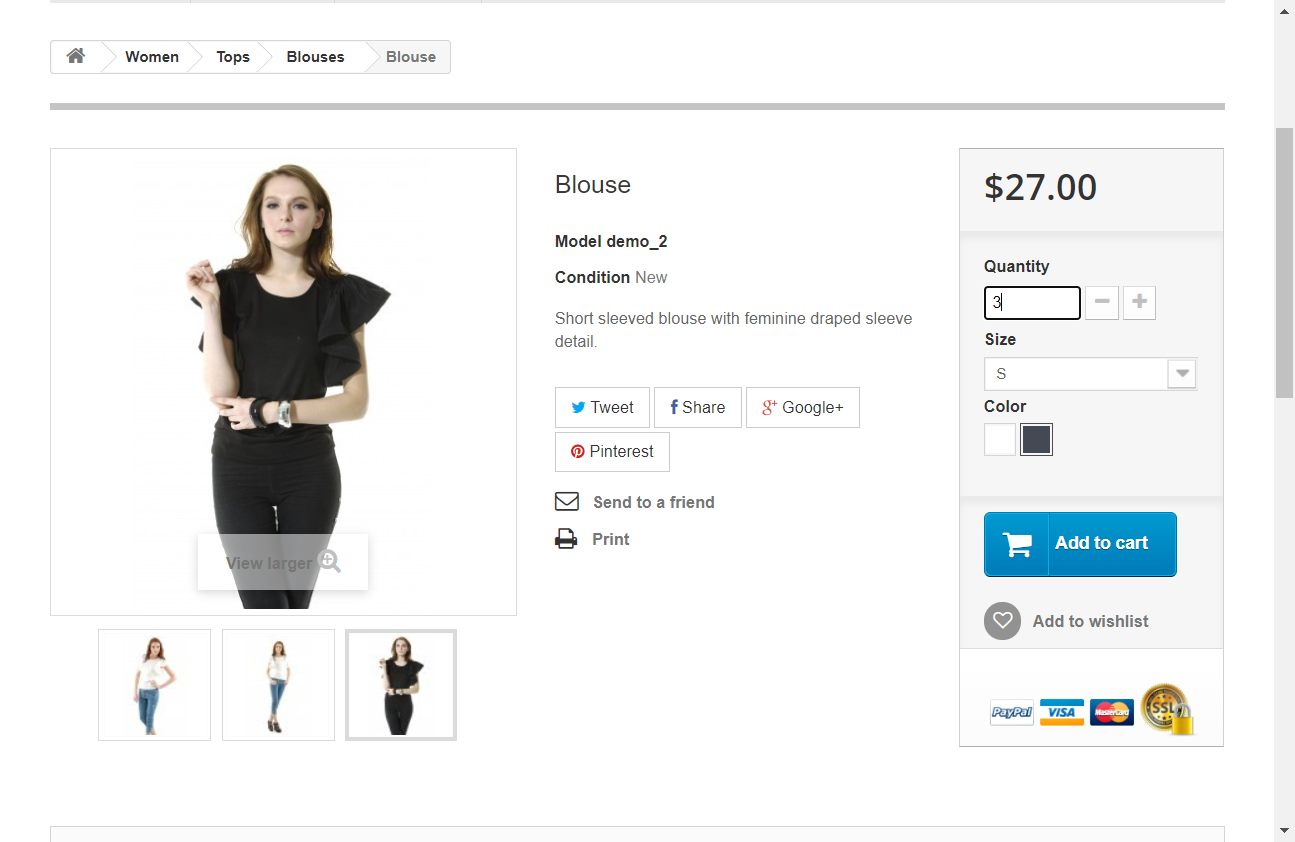 Women Tops Blouses Blouse
Blouse
Model demo_2
Condition New
Short sleeved blouse with feminine draped sleeve
detail.
Tweet Share Google+
Pinterest
Send to a friend
Print
View larger
$27.00
Quantity
3
Size
S
Color
Add to cart
Add to wishlist
PayPal VISA MasterCard SSL